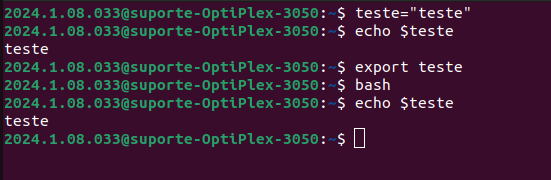 2024.1.08.033@suporte-OptiPlex-3050:~$ teste="teste"
2024.1.08.033@suporte-OptiPlex-3050:~$ echo $teste
teste
2024.1.08.033@suporte-OptiPlex-3050:~$ export teste
2024.1.08.033@suporte-OptiPlex-3050:~$ bash
2024.1.08.033@suporte-OptiPlex-3050:~$ echo $teste
teste
2024.1.08.033@suporte-OptiPlex-3050:~$